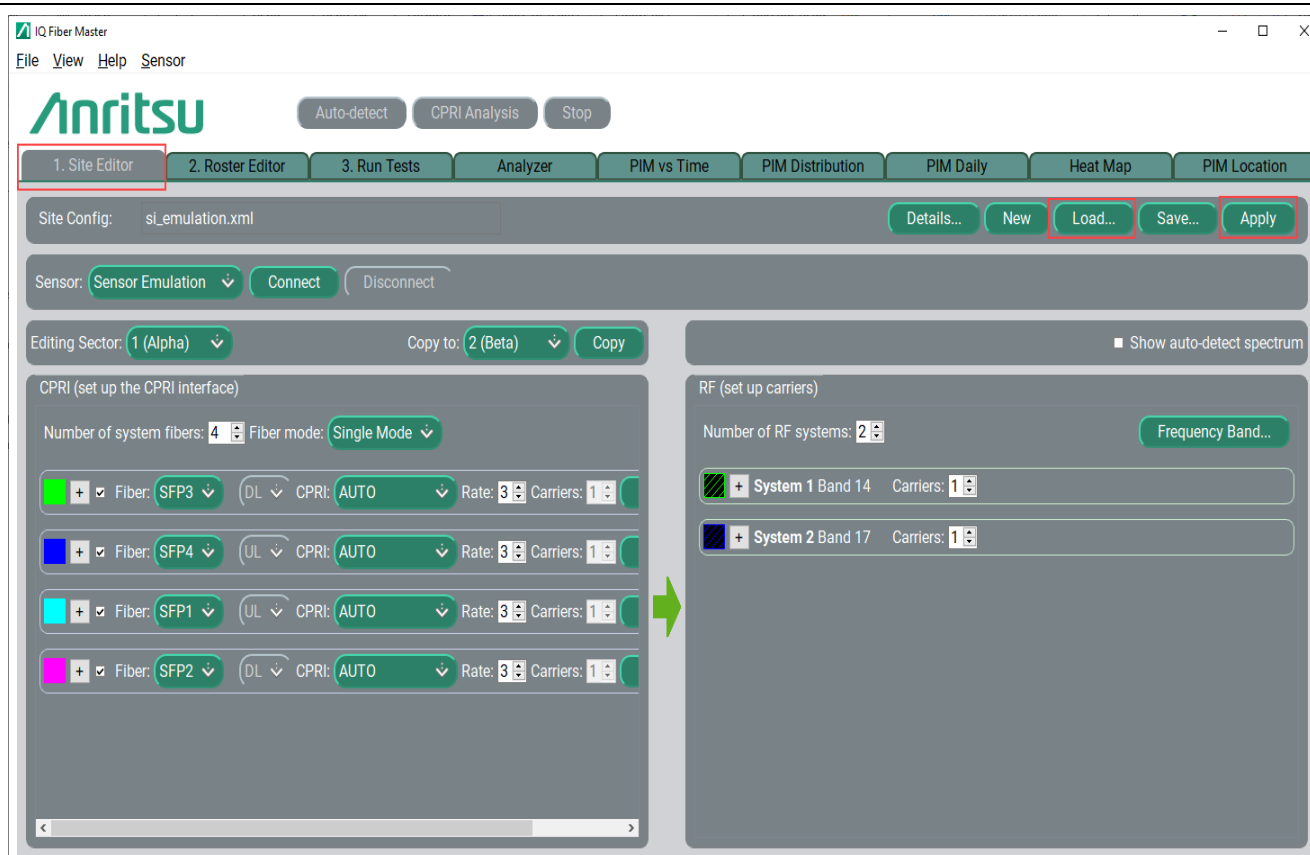 IQ Fiber Master
File View Help Sensor
Anritsu Auto-detect CPRI Analysis Stop
1. Site Editor 2. Roster Editor 3. Run Tests Analyzer PIM vs Time PIM Distribution PIM Daily Heat Map PIM Location
Site Config: si_emulation.xml Details... New Load... Save... Apply
Sensor: Sensor Emulation Connect Disconnect
Editing Sector: 1 (Alpha) Copy to: 2 (Beta) Copy Show auto-detect spectrum
CPRI (set up the CPRI interface)
Number of system fibers: 4 Fiber mode: Single Mode
+ Fiber: SFP3 DL CPRI: AUTO Rate: 3 Carriers: 1
+ Fiber: SFP4 UL CPRI: AUTO Rate: 3 Carriers: 1
+ Fiber: SFP1 UL CPRI: AUTO Rate: 3 Carriers: 1
+ Fiber: SFP2 DL CPRI: AUTO Rate: 3 Carriers: 1
RF (set up carriers)
Number of RF systems: 2 Frequency Band...
+ System 1 Band 14 Carriers: 1
+ System 2 Band 17 Carriers: 1